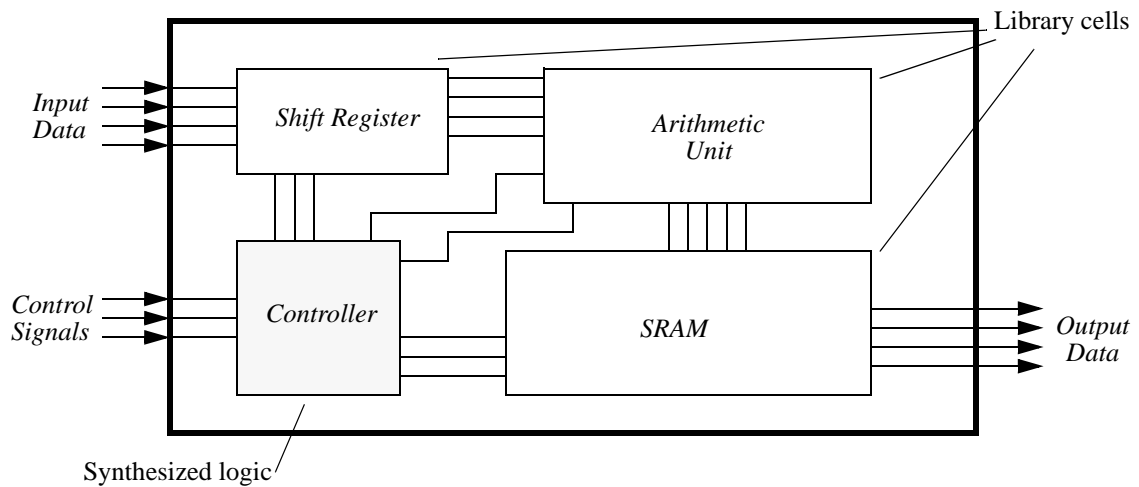 Library cells
Input
Data
Shift Register
Arithmetic
Unit
Control
Signals
Controller
SRAM
Output
Data
Synthesized logic